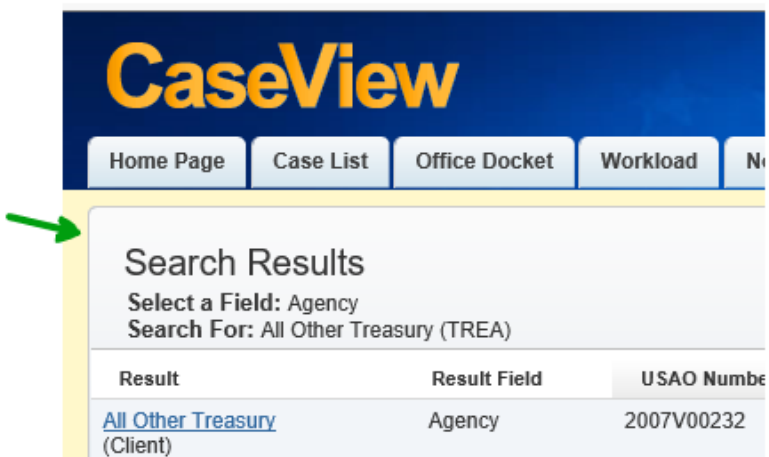 CaseView
Home Page Case List Office Docket Workload
Search Results
Select a Field: Agency
Search For: All Other Treasury (TREA)
Result Result Field USAO
All Other Treasury Agency 2007V00232
(Client)